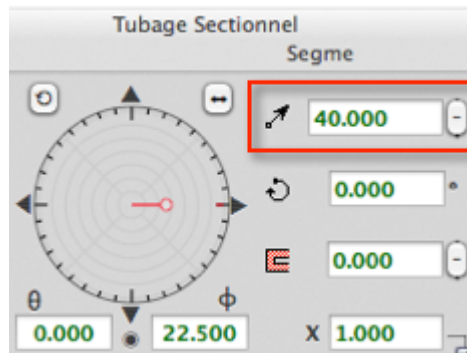 Tubage Sectionnel
Segme
40.000
0.000 °
0.000
θ
ϕ
0.000
22.500
X 1.000